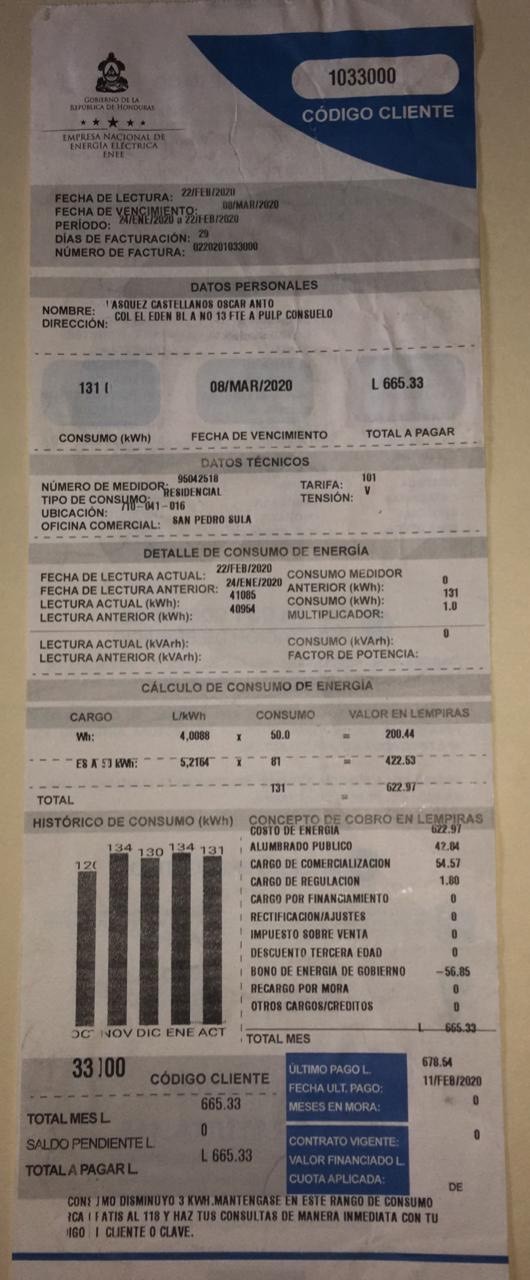 1033000
CÓDIGO CLIENTE
GOBIERNO DE LA
REPÚBLICA DE HONDURAS
EMPRESA NACIONAL DE
ENERGÍA ELÉCTRICA
ENEE
FECHA DE LECTURA: 22/FEB/2020
FECHA DE VENCIMIENTO: 08/MAR/2020
PERÍODO: 24/ENE/2020 a 22/FEB/2020
DÍAS DE FACTURACIÓN: 29
NÚMERO DE FACTURA: 0220201033000
DATOS PERSONALES
NOMBRE: ASQUEZ CASTELLANOS OSCAR ANTO
DIRECCIÓN: COL EL EDEN BL A NO 13 FTE A PULP CONSUELO
131 08/MAR/2020 L 665.33
CONSUMO (kWh) FECHA DE VENCIMIENTO TOTAL A PAGAR
DATOS TÉCNICOS
NÚMERO DE MEDIDOR: 95042518 TARIFA: 101
TIPO DE CONSUMO: RESIDENCIAL TENSIÓN: V
UBICACIÓN: 710-041-016
OFICINA COMERCIAL: SAN PEDRO SULA
DETALLE DE CONSUMO DE ENERGÍA
FECHA DE LECTURA ACTUAL: 22/FEB/2020 CONSUMO MEDIDOR
FECHA DE LECTURA ANTERIOR: 24/ENE/2020 ANTERIOR (kWh): 0
LECTURA ACTUAL (kWh): 41085 CONSUMO (kWh): 131
LECTURA ANTERIOR (kWh): 40954 MULTIPLICADOR: 1.0
LECTURA ACTUAL (kVArh): CONSUMO (kVArh): 0
LECTURA ANTERIOR (kVArh): FACTOR DE POTENCIA:
CÁLCULO DE CONSUMO DE ENERGÍA
CARGO L/kWh CONSUMO VALOR EN LEMPIRAS
Wh: 4,0088 x 50.0 = 200.44
ES A 50 kWh: 5,2164 x 81 = 422.53
TOTAL 131 = 622.97
HISTÓRICO DE CONSUMO (kWh)
134 130 134 131
NOV DIC ENE ACT
CONCEPTO DE COBRO EN LEMPIRAS
COSTO DE ENERGIA 622.97
ALUMBRADO PUBLICO 42.84
CARGO DE COMERCIALIZACION 54.57
CARGO DE REGULACION 1.80
CARGO POR FINANCIAMIENTO 0
RECTIFICACION/AJUSTES 0
IMPUESTO SOBRE VENTA 0
DESCUENTO TERCERA EDAD 0
BONO DE ENERGIA DE GOBIERNO -56.85
RECARGO POR MORA 0
OTROS CARGOS/CREDITOS 0
TOTAL MES L 665.33
33100 CÓDIGO CLIENTE
TOTAL MES L. 665.33
SALDO PENDIENTE L. 0
TOTAL A PAGAR L. L 665.33
ÚLTIMO PAGO L. 678.54
FECHA ULT. PAGO: 11/FEB/2020
MESES EN MORA: 0
CONTRATO VIGENTE: 0
VALOR FINANCIADO L.
CUOTA APLICADA: DE
MO DISMINUYO 3 KWH.MANTENGASE EN ESTE RANGO DE CONSUMO
ATIS AL 118 Y HAZ TUS CONSULTAS DE MANERA INMEDIATA CON TU
CLIENTE O CLAVE.